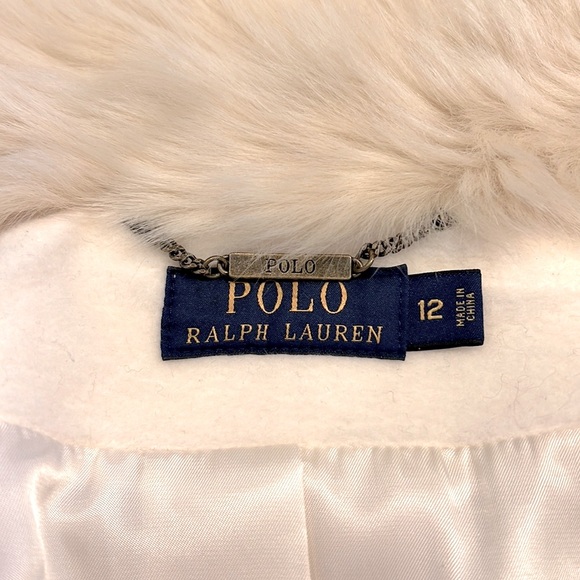 POLO
POLO
RALPH LAUREN
12
MADE IN
CHINA